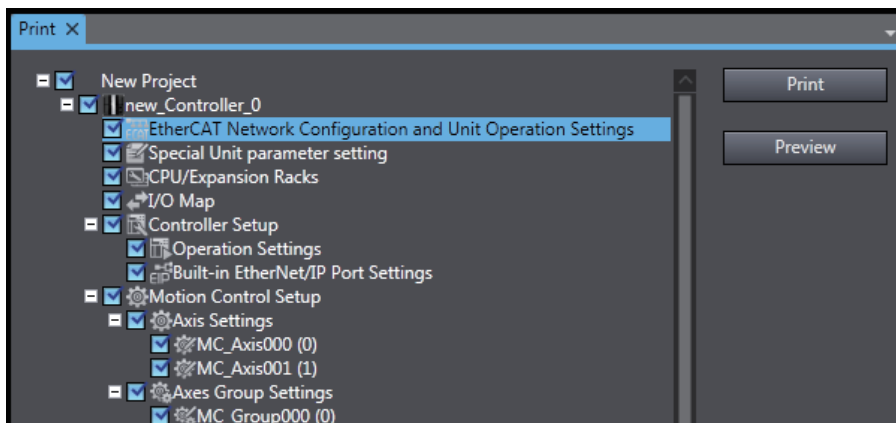 Print
New Project
new_Controller_0
EtherCAT Network Configuration and Unit Operation Settings
Special Unit parameter setting
CPU/Expansion Racks
I/O Map
Controller Setup
Operation Settings
Built-in EtherNet/IP Port Settings
Motion Control Setup
Axis Settings
MC_Axis000 (0)
MC_Axis001 (1)
Axes Group Settings
MC_Group000 (0)
Print
Preview